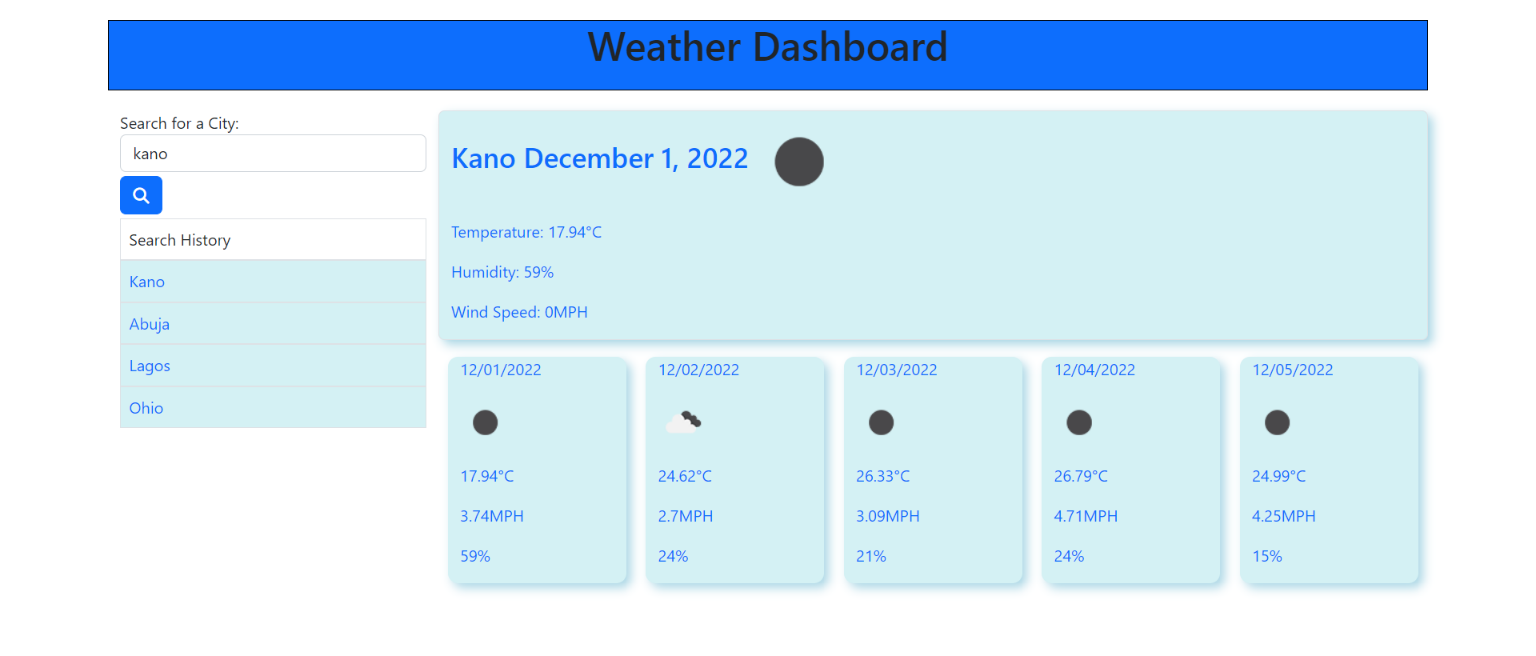 Weather Dashboard
Search for a City:
kano
Search History
Kano
Abuja
Lagos
Ohio
Kano December 1, 2022
Temperature: 17.94°C
Humidity: 59%
Wind Speed: 0MPH
12/01/2022
17.94°C
3.74MPH
59%
12/02/2022
24.62°C
2.7MPH
24%
12/03/2022
26.33°C
3.09MPH
21%
12/04/2022
26.79°C
4.71MPH
24%
12/05/2022
24.99°C
4.25MPH
15%